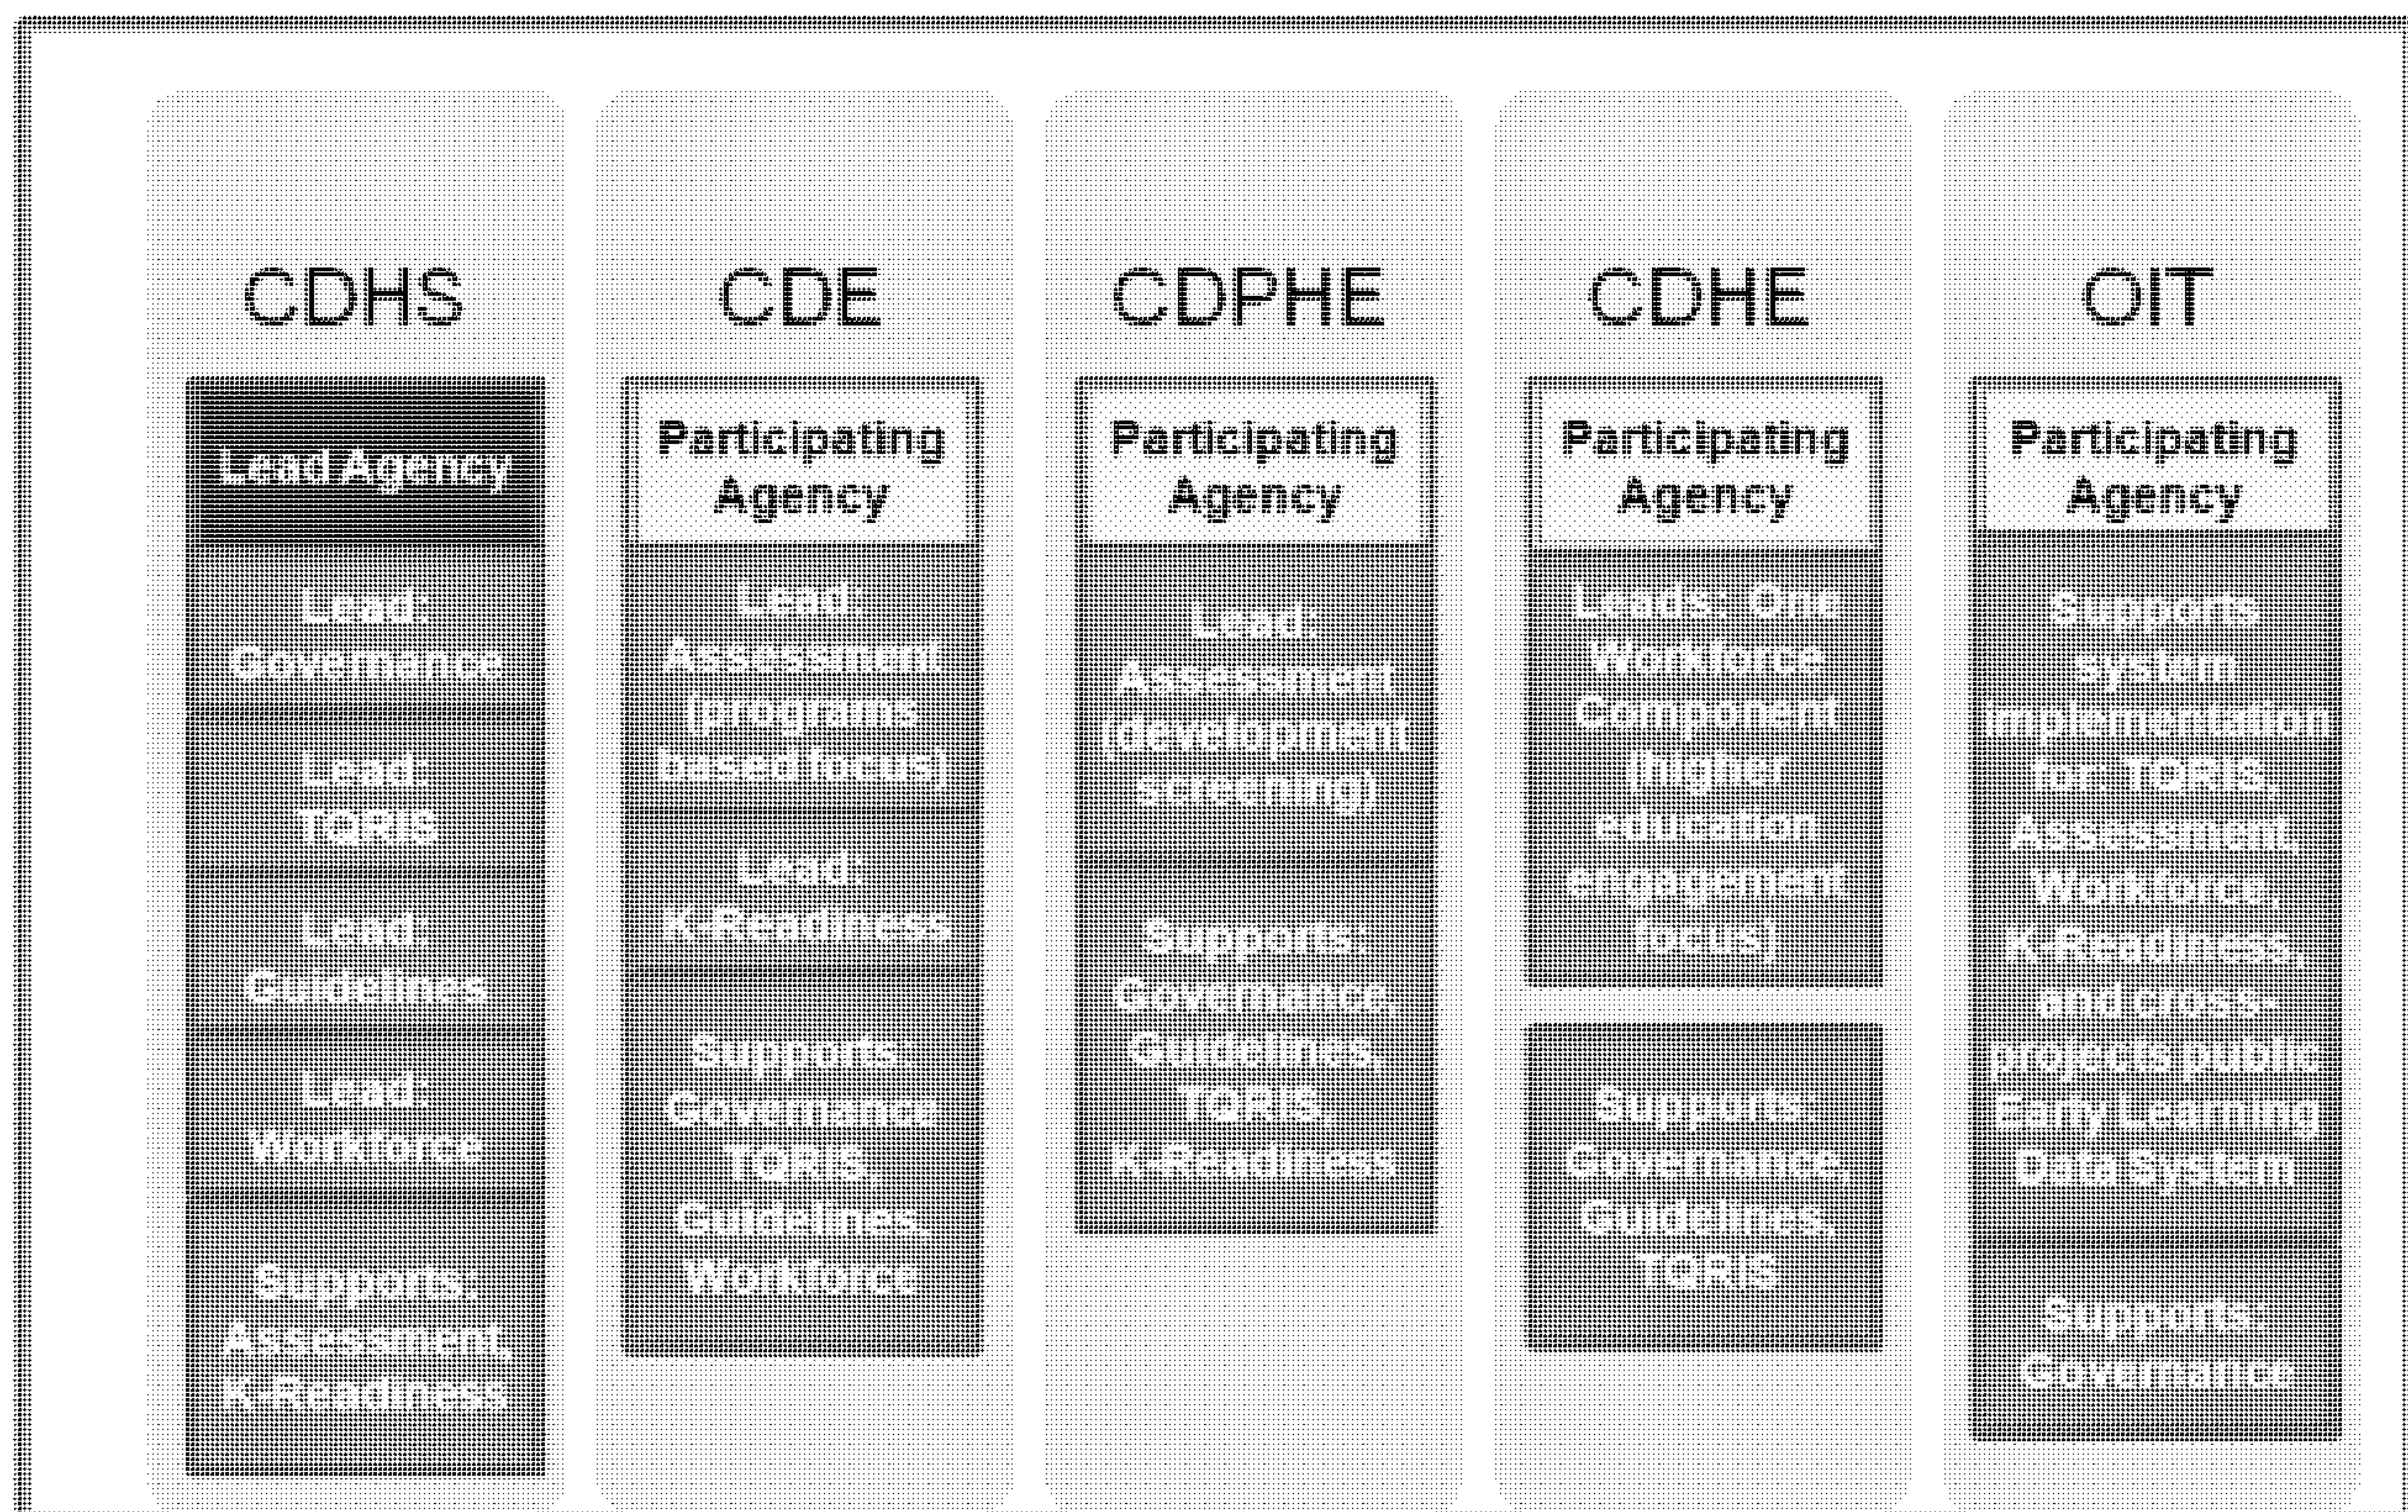 CDHS
Lead Agency
Lead:
Governance
Lead:
TQRIS
Lead:
Guidelines
Lead:
Workforce
Supports:
Assessment,
K-Readiness
CDE
Participating
Agency
Lead:
Assessment
(programs
based focus)
Lead:
K-Readiness
Supports:
Governance
TQRIS,
Guidelines,
Workforce
CDPHE
Participating
Agency
Lead:
Assessment
(development
screening)
Supports:
Governance,
Guidelines,
TQRIS,
K-Readiness
CDHE
Participating
Agency
Leads: One
Workforce
Component
(higher
education
engagement
focus)
Supports:
Governance,
Guidelines,
TQRIS
OIT
Participating
Agency
Supports
system
implementation
for: TQRIS,
Assessment,
Workforce,
K-Readiness,
and cross-
projects public
Early Learning
Data System
Supports:
Governance